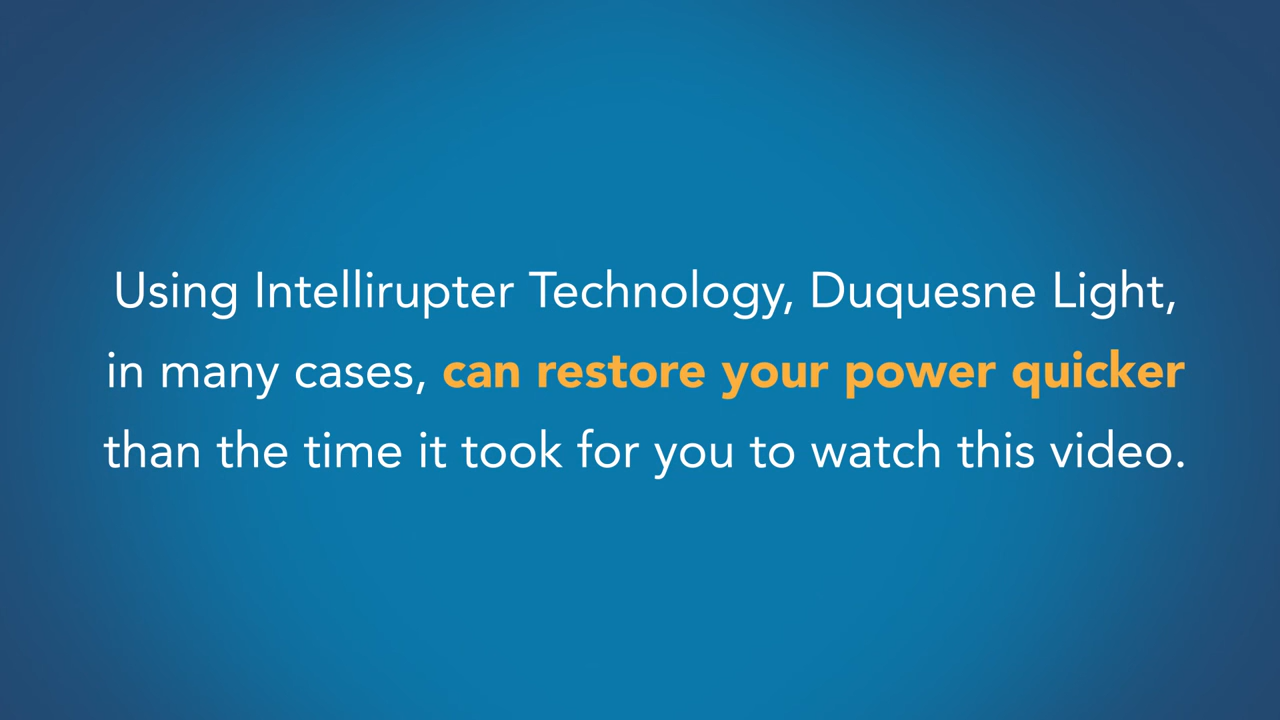 Using Intellirupter Technology, Duquesne Light,
in many cases, can restore your power quicker
than the time it took for you to watch this video.